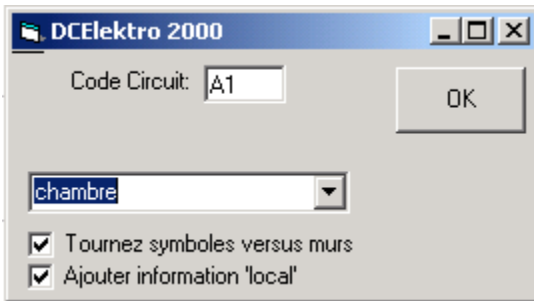 DCElektro 2000
Code Circuit: A1
OK
chambre
Tournez symboles versus murs
Ajouter information 'local'